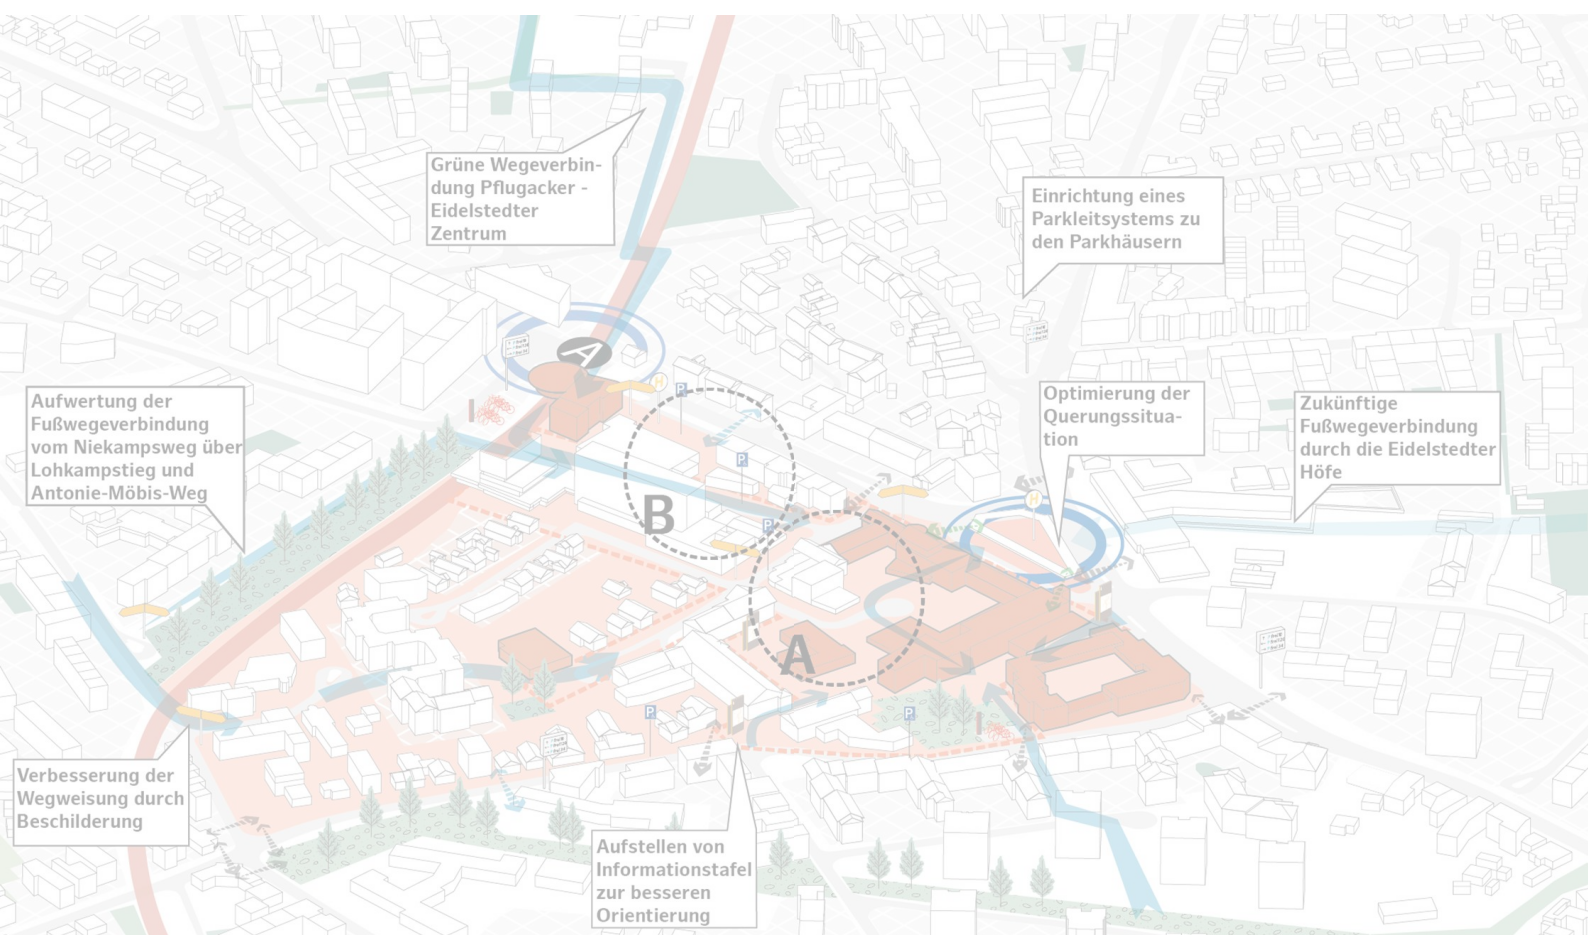 Grüne Wegeverbin-
dung Pflugacker -
Eidelstedter
Zentrum
Einrichtung eines
Parkleitsystems zu
den Parkhäusern
A
H
P
Aufwertung der
Fußwegeverbindung
vom Niekampsweg über
Lohkampstieg und
Antonie-Möbis-Weg
Optimierung der
Querungssitua-
tion
Zukünftige
Fußwegeverbindung
durch die Eidelstedter
Höfe
P
H
B
P
A
P
P
Verbesserung der
Wegweisung durch
Beschilderung
Aufstellen von
Informationstafel
zur besseren
Orientierung